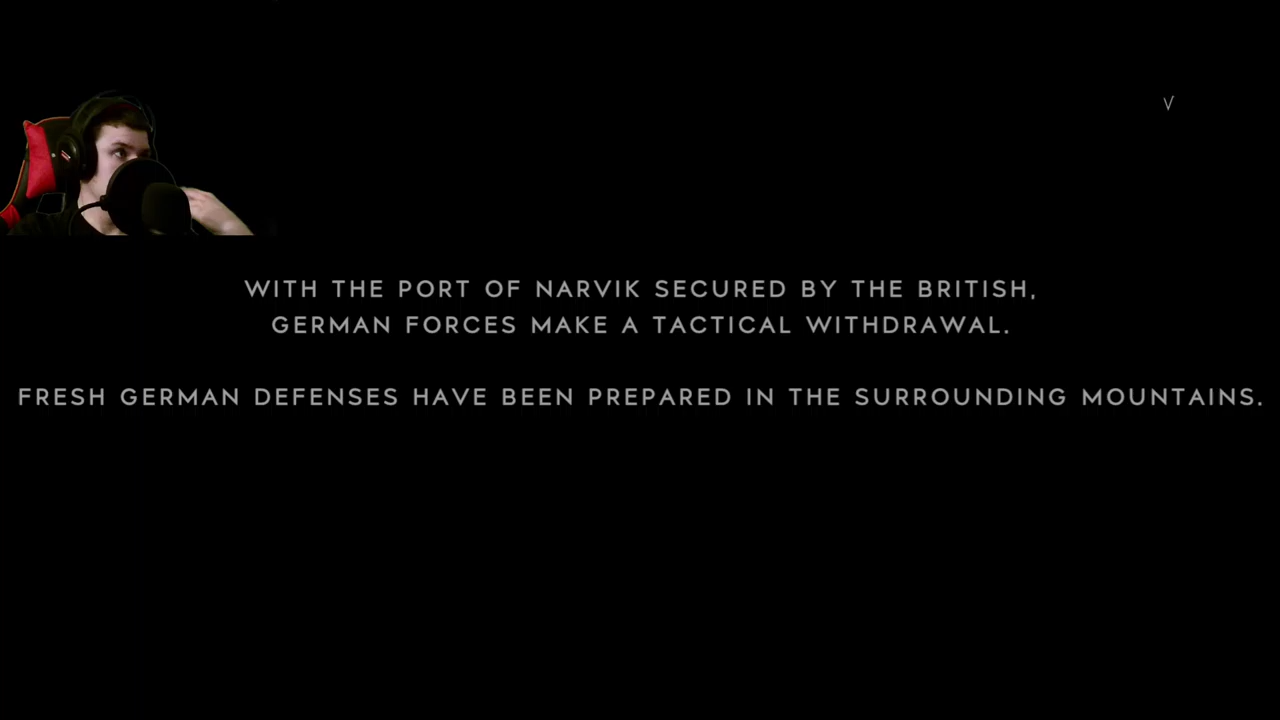 V
WITH THE PORT OF NARVIK SECURED BY THE BRITISH,
GERMAN FORCES MAKE A TACTICAL WITHDRAWAL.
FRESH GERMAN DEFENSES HAVE BEEN PREPARED IN THE SURROUNDING MOUNTAINS.